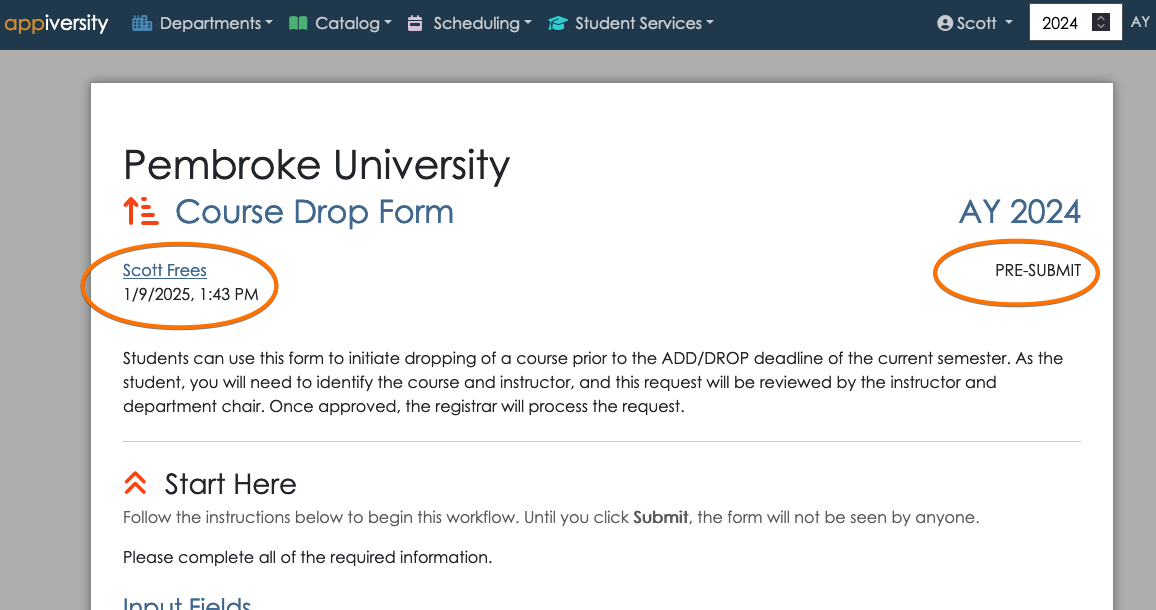 appiversity Departments Catalog Scheduling Student Services Scott 2024 AY
Pembroke University
Course Drop Form AY 2024
Scott Frees PRE-SUBMIT
1/9/2025, 1:43 PM
Students can use this form to initiate dropping of a course prior to the ADD/DROP deadline of the current semester. As the
student, you will need to identify the course and instructor, and this request will be reviewed by the instructor and
department chair. Once approved, the registrar will process the request.
Start Here
Follow the instructions below to begin this workflow. Until you click Submit, the form will not be seen by anyone.
Please complete all of the required information.
Input Fields